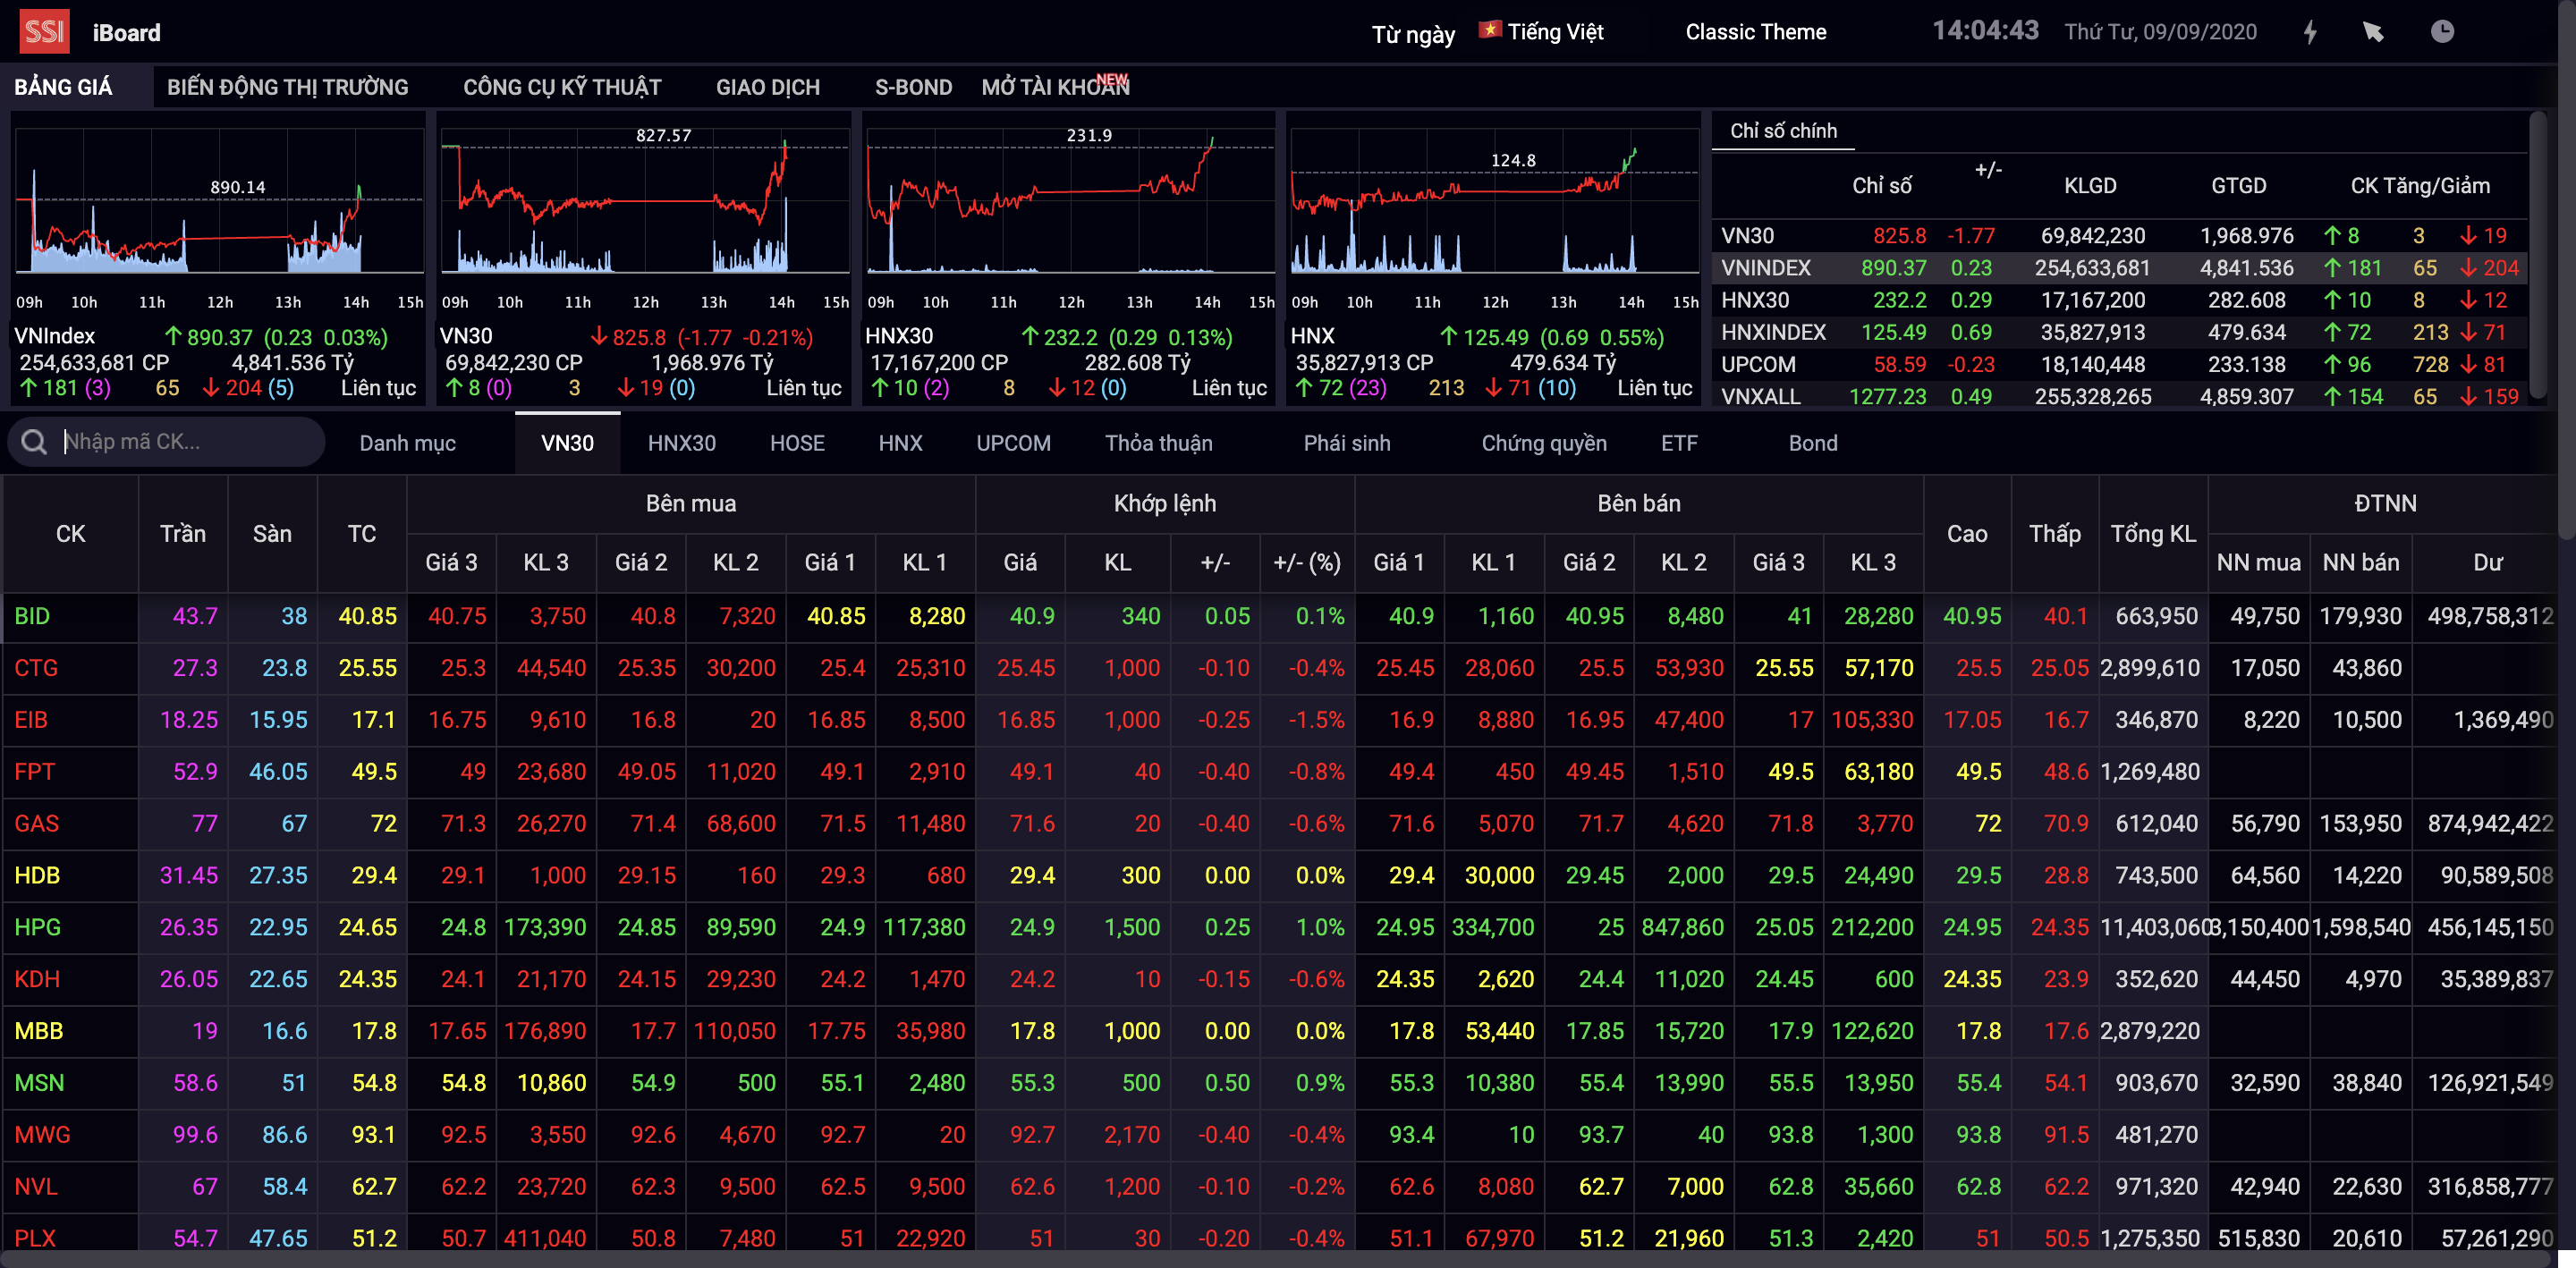 SSI iBoard Từ ngày Tiếng Việt Classic Theme 14:04:43 Thứ Tư, 09/09/2020
BẢNG GIÁ BIẾN ĐỘNG THỊ TRƯỜNG CÔNG CỤ KỸ THUẬT GIAO DỊCH S-BOND MỞ TÀI KHOẢN NEW
890.14
09h 10h 11h 12h 13h 14h 15h
VNIndex 890.37 (0.23 0.03%)
254,633,681 CP 4,841.536 Tỷ
181 (3) 65 204 (5) Liên tục
827.57
09h 10h 11h 12h 13h 14h 15h
VN30 825.8 (-1.77 -0.21%)
69,842,230 CP 1,968.976 Tỷ
8 (0) 3 19 (0) Liên tục
231.9
09h 10h 11h 12h 13h 14h 15h
HNX30 232.2 (0.29 0.13%)
17,167,200 CP 282.608 Tỷ
10 (2) 8 12 (0) Liên tục
124.8
09h 10h 11h 12h 13h 14h 15h
HNX 125.49 (0.69 0.55%)
35,827,913 CP 479.634 Tỷ
72 (23) 213 71 (10) Liên tục
Chỉ số chính
Chỉ số +/- KLGD GTGD CK Tăng/Giảm
VN30 825.8 -1.77 69,842,230 1,968.976 8 3 19
VNINDEX 890.37 0.23 254,633,681 4,841.536 181 65 204
HNX30 232.2 0.29 17,167,200 282.608 10 8 12
HNXINDEX 125.49 0.69 35,827,913 479.634 72 213 71
UPCOM 58.59 -0.23 18,140,448 233.138 96 728 81
VNXALL 1277.23 0.49 255,328,265 4,859.307 154 65 159
Nhập mã CK... Danh mục VN30 HNX30 HOSE HNX UPCOM Thỏa thuận Phái sinh Chứng quyền ETF Bond
CK Trần Sàn TC Bên mua Khớp lệnh Bên bán Cao Thấp Tổng KL ĐTNN
Giá 3 KL 3 Giá 2 KL 2 Giá 1 KL 1 Giá KL +/- +/- (%) Giá 1 KL 1 Giá 2 KL 2 Giá 3 KL 3 NN mua NN bán Dư
BID 43.7 38 40.85 40.75 3,750 40.8 7,320 40.85 8,280 40.9 340 0.05 0.1% 40.9 1,160 40.95 8,480 41 28,280 40.95 40.1 663,950 49,750 179,930 498,758,312
CTG 27.3 23.8 25.55 25.3 44,540 25.35 30,200 25.4 25,310 25.45 1,000 -0.10 -0.4% 25.45 28,060 25.5 53,930 25.55 57,170 25.5 25.05 2,899,610 17,050 43,860
EIB 18.25 15.95 17.1 16.75 9,610 16.8 20 16.85 8,500 16.85 1,000 -0.25 -1.5% 16.9 8,880 16.95 47,400 17 105,330 17.05 16.7 346,870 8,220 10,500 1,369,490
FPT 52.9 46.05 49.5 49 23,680 49.05 11,020 49.1 2,910 49.1 40 -0.40 -0.8% 49.4 450 49.45 1,510 49.5 63,180 49.5 48.6 1,269,480
GAS 77 67 72 71.3 26,270 71.4 68,600 71.5 11,480 71.6 20 -0.40 -0.6% 71.6 5,070 71.7 4,620 71.8 3,770 72 70.9 612,040 56,790 153,950 874,942,422
HDB 31.45 27.35 29.4 29.1 1,000 29.15 160 29.3 680 29.4 300 0.00 0.0% 29.4 30,000 29.45 2,000 29.5 24,490 29.5 28.8 743,500 64,560 14,220 90,589,508
HPG 26.35 22.95 24.65 24.8 173,390 24.85 89,590 24.9 117,380 24.9 1,500 0.25 1.0% 24.95 334,700 25 847,860 25.05 212,200 24.95 24.35 11,403,060 3,150,400 1,598,540 456,145,150
KDH 26.05 22.65 24.35 24.1 21,170 24.15 29,230 24.2 1,470 24.2 10 -0.15 -0.6% 24.35 2,620 24.4 11,020 24.45 600 24.35 23.9 352,620 44,450 4,970 35,389,837
MBB 19 16.6 17.8 17.65 176,890 17.7 110,050 17.75 35,980 17.8 1,000 0.00 0.0% 17.8 53,440 17.85 15,720 17.9 122,620 17.8 17.6 2,879,220
MSN 58.6 51 54.8 54.8 10,860 54.9 500 55.1 2,480 55.3 500 0.50 0.9% 55.3 10,380 55.4 13,990 55.5 13,950 55.4 54.1 903,670 32,590 38,840 126,921,549
MWG 99.6 86.6 93.1 92.5 3,550 92.6 4,670 92.7 20 92.7 2,170 -0.40 -0.4% 93.4 10 93.7 40 93.8 1,300 93.8 91.5 481,270
NVL 67 58.4 62.7 62.2 23,720 62.3 9,500 62.5 9,500 62.6 1,200 -0.10 -0.2% 62.6 8,080 62.7 7,000 62.8 35,660 62.8 62.2 971,320 42,940 22,630 316,858,777
PLX 54.7 47.65 51.2 50.7 411,040 50.8 7,480 51 22,920 51 30 -0.20 -0.4% 51.1 67,970 51.2 21,960 51.3 2,420 51 50.5 1,275,350 515,830 20,610 57,261,290